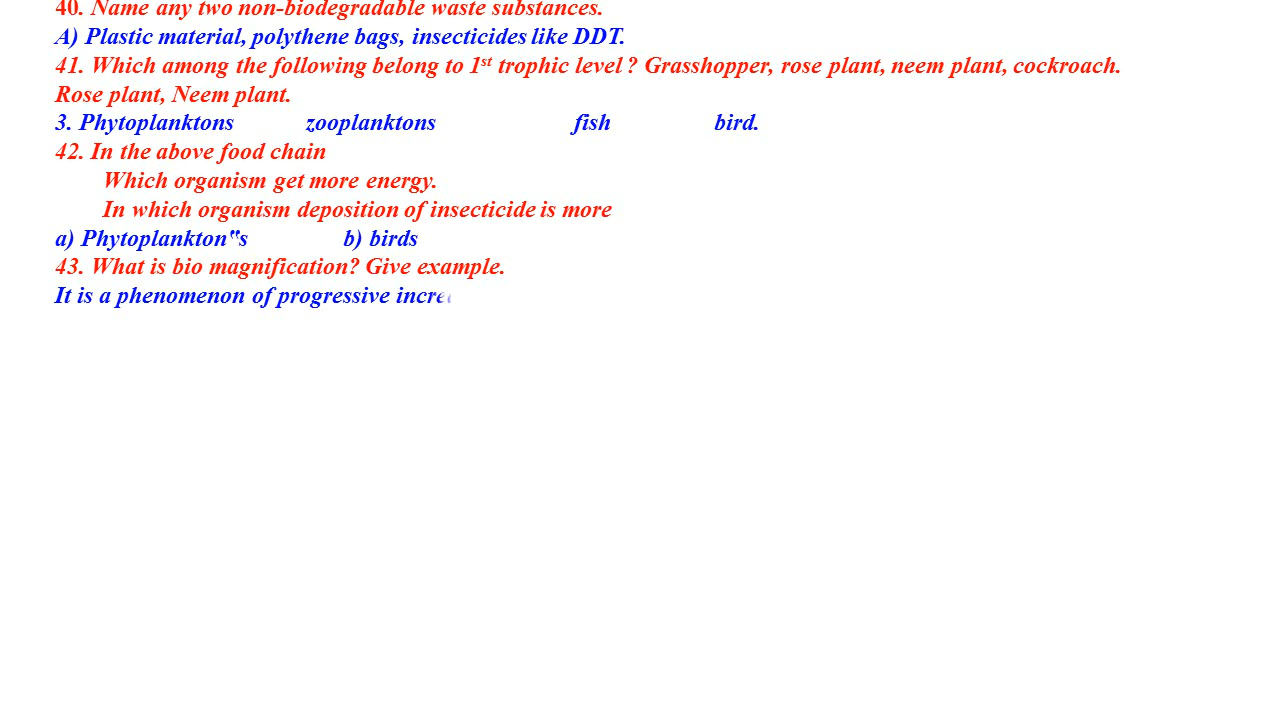 40. Name any two non-biodegradable waste substances.
A) Plastic material, polythene bags, insecticides like DDT.
41. Which among the following belong to 1st trophic level ? Grasshopper, rose plant, neem plant, cockroach.
Rose plant, Neem plant.
3. Phytoplanktons zooplanktons fish bird.
42. In the above food chain
Which organism get more energy.
In which organism deposition of insecticide is more
a) Phytoplankton‟s b) birds
43. What is bio magnification? Give example.
It is a phenomenon of progressive